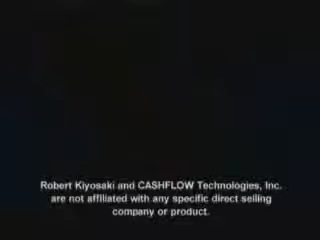 Robert Kiyosaki and CASHFLOW Technologies, Inc.
are not affiliated with any specific direct selling
company or product.